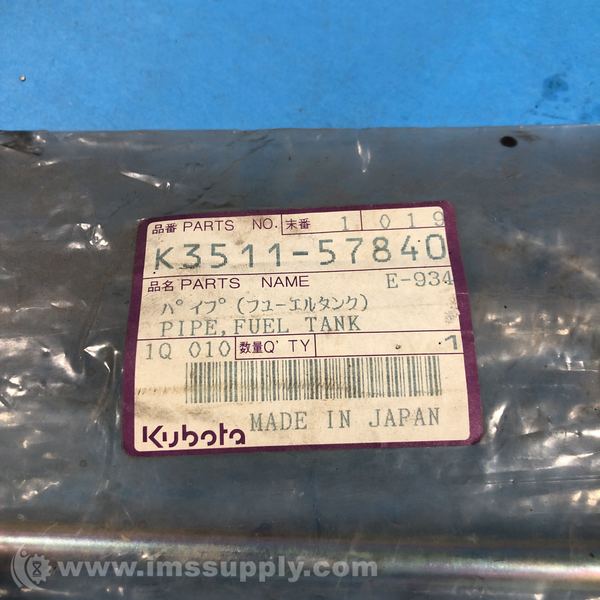 品番 PARTS NO. 末番 1 019
K3511-57840
品名 PARTS NAME E-934
パイプ(フューエルタンク)
PIPE,FUEL TANK
1Q 010 数量 Q'TY 1
MADE IN JAPAN
Kubota
www.imssupply.com